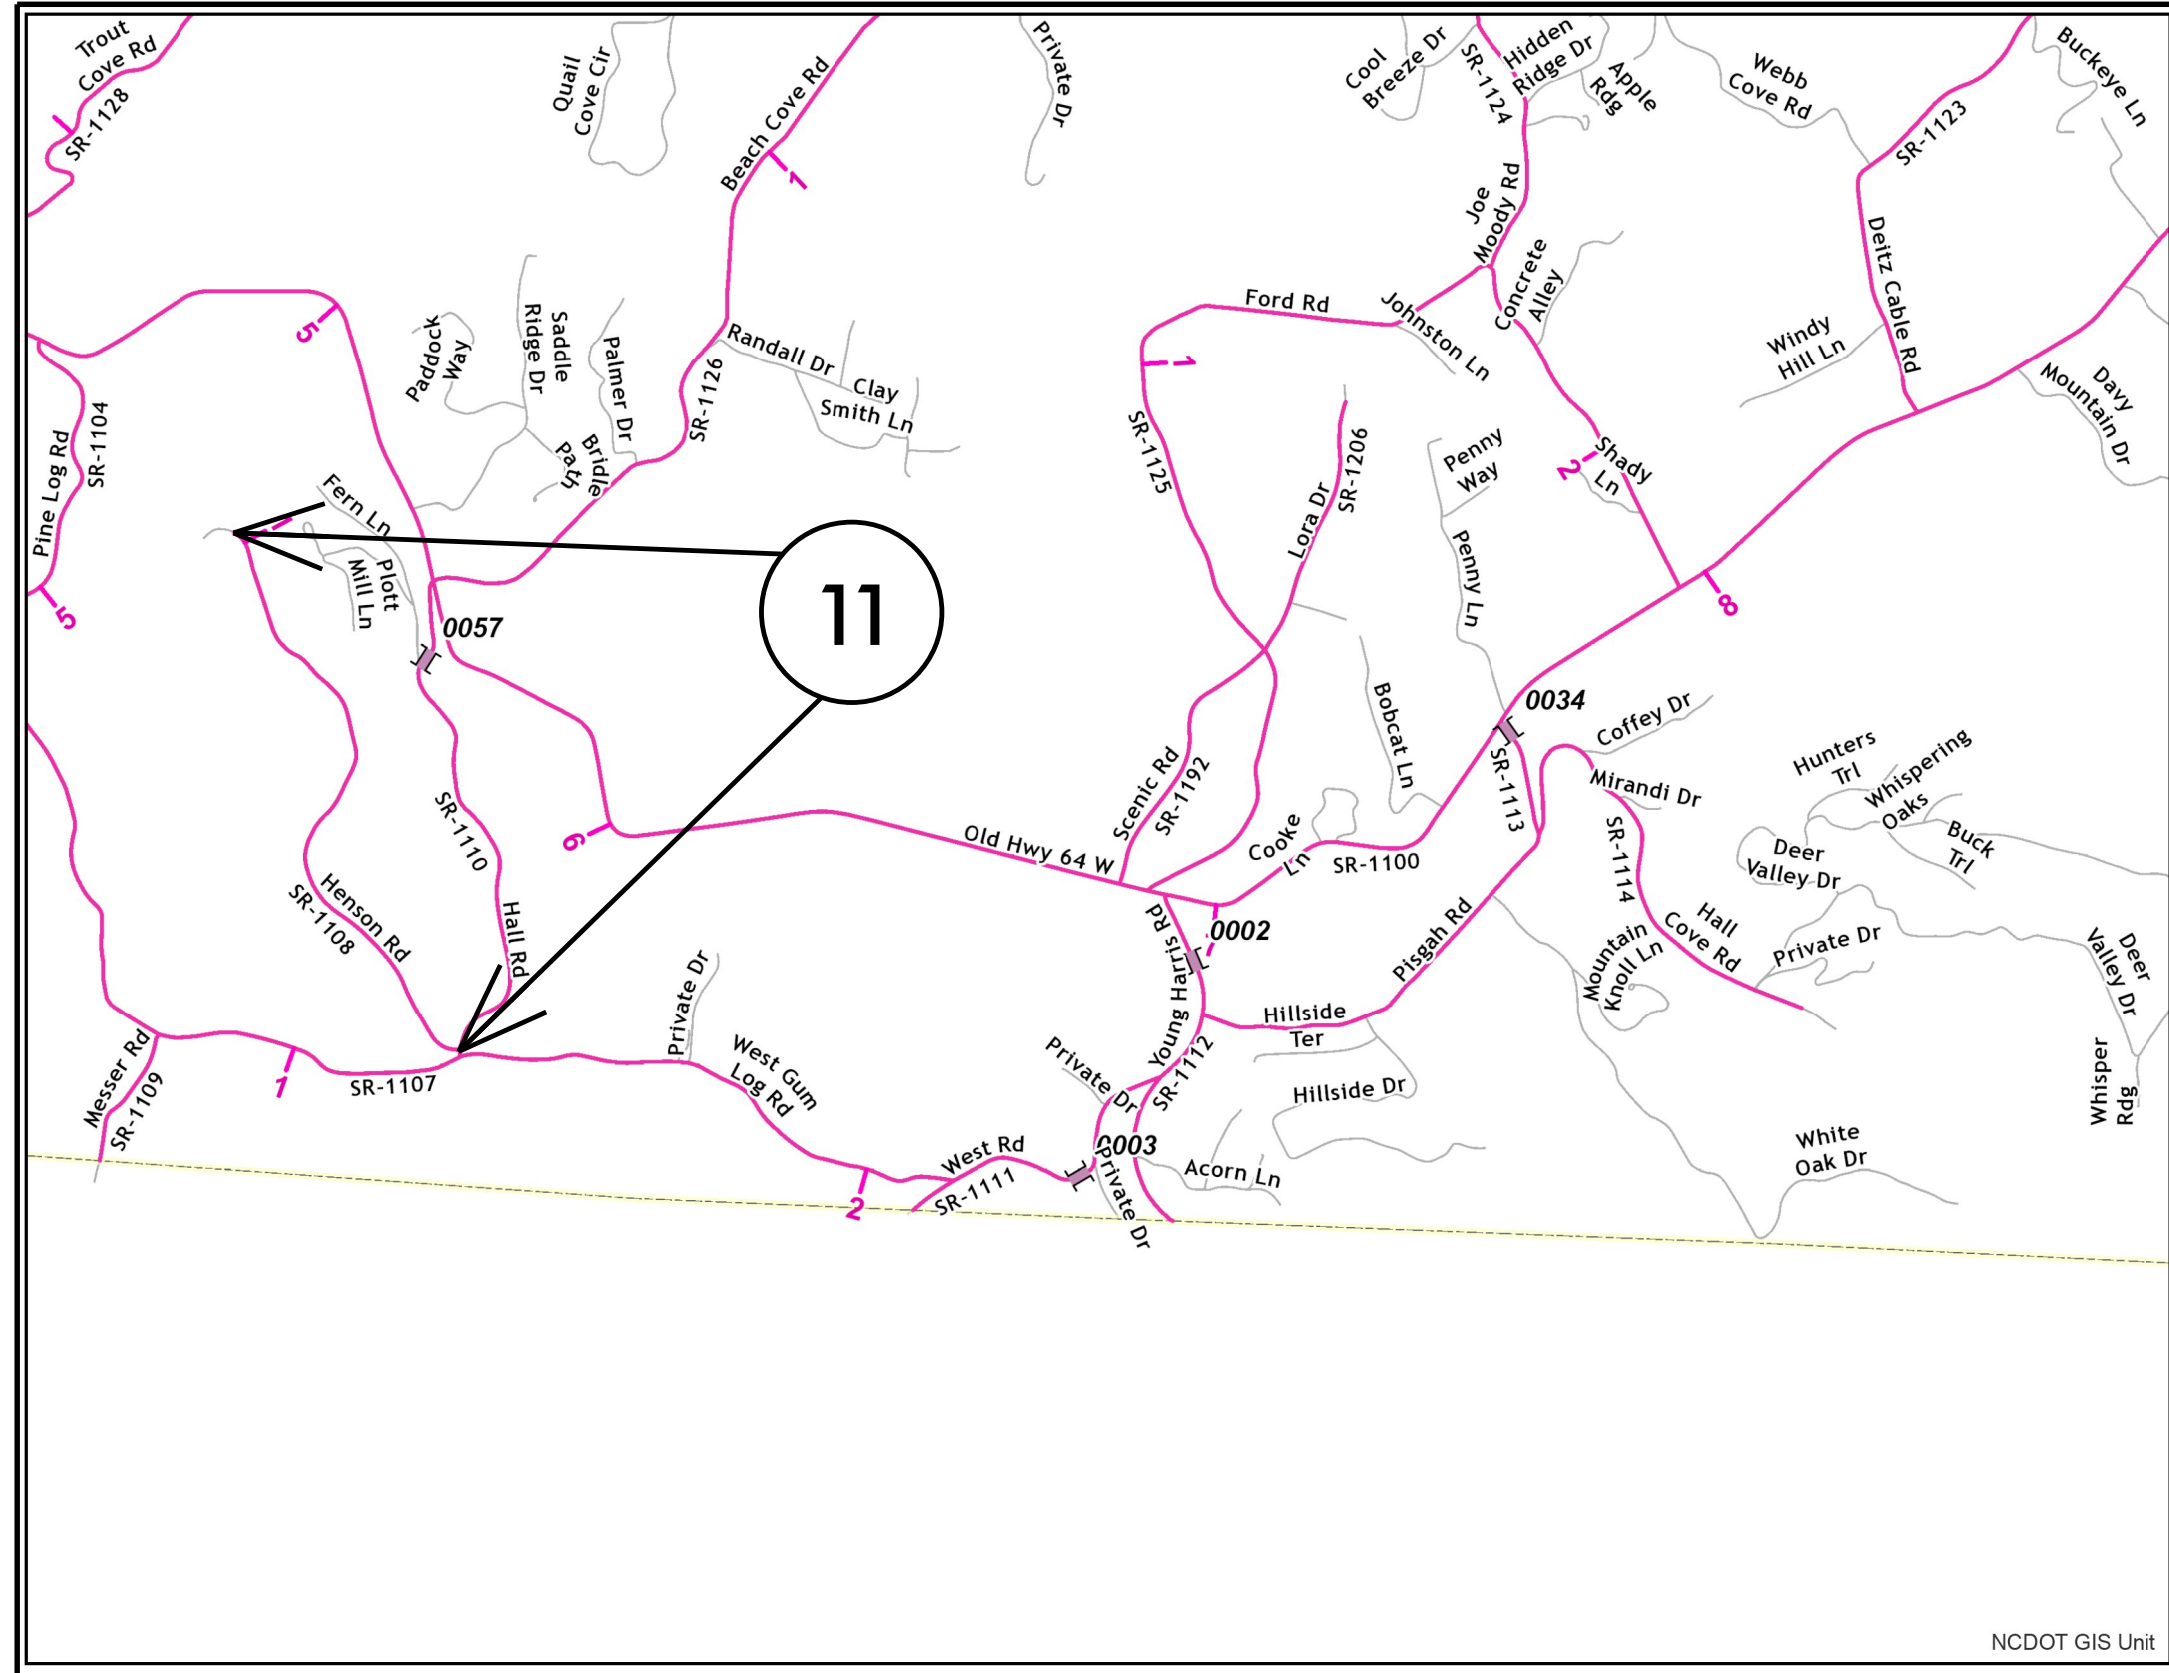 Trout
Cove Rd
SR-1128
1
Quail
Cove Cir
Beach Cove Rd
1
Private Dr
Cool
Breeze Dr
SR-1124
Hidden
Ridge Dr
Apple
Rdg
Webb
Cove Rd
SR-1123
Buckeye Ln
Joe
Moody Rd
Concrete
Alley
Deitz Cable Rd
Windy
Hill Ln
Davy
Mountain Dr
Ford Rd
Johnston Ln
1
SR-1125
5
Paddock
Way
Saddle
Ridge Dr
Palmer Dr
Bridle
Path
SR-1126
Randall Dr
Clay
Smith Ln
Pine Log Rd
SR-1104
5
Fern Ln
1
Plott
Mill Ln
0057
11
Lora Dr
SR-1206
Penny
Way
Penny Ln
2
Shady
Ln
8
0034
Coffey Dr
Bobcat Ln
SR-1113
Mirandi Dr
Hunters
Trl
Whispering
Oaks
Buck
Trl
Deer
Valley Dr
SR-1114
Hall
Cove Rd
Private Dr
Mountain
Knoll Ln
Deer
Valley Dr
Whisper
Rdg
White
Oak Dr
Scenic Rd
SR-1192
6
Old Hwy 64 W
Cooke
Ln
SR-1100
0002
Young Harris Rd
Pisgah Rd
Hillside
Ter
Hillside Dr
SR-1112
Private Dr
0003
Private Dr
Acorn Ln
SR-1110
Hall Rd
Henson Rd
SR-1108
Private Dr
West Gum
Log Rd
Messer Rd
SR-1109
1
SR-1107
2
West Rd
SR-1111
NCDOT GIS Unit